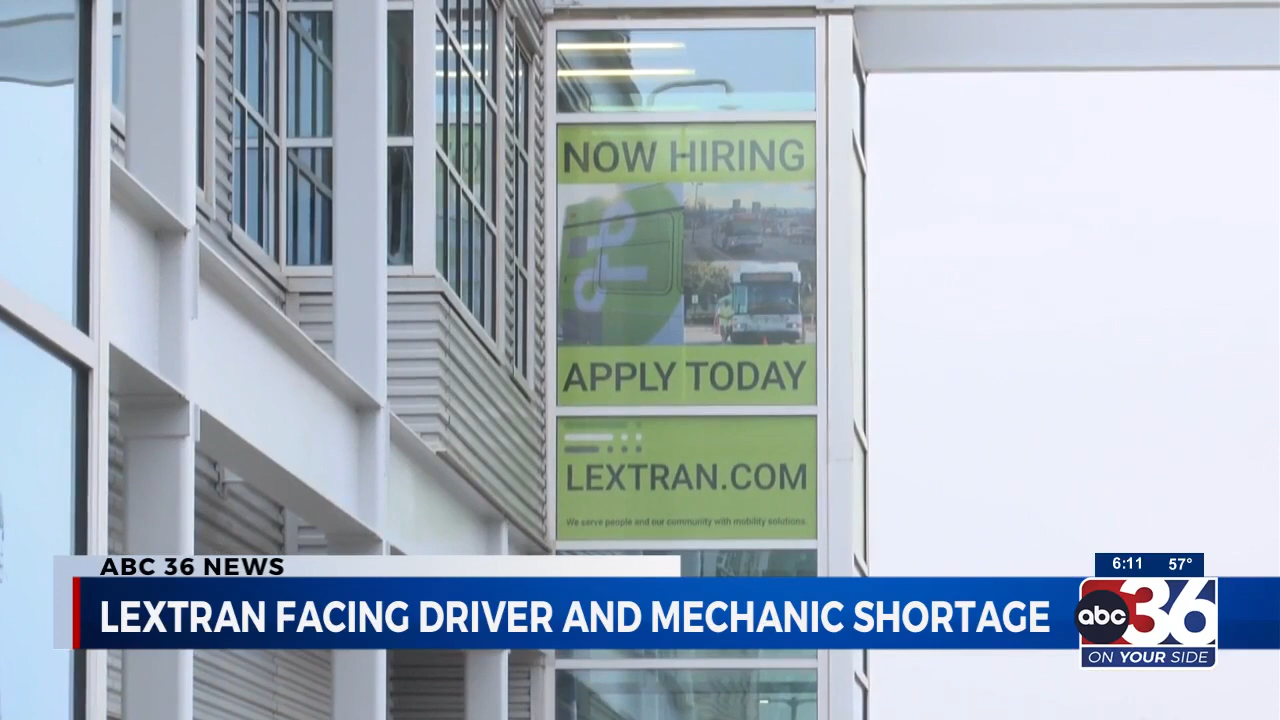 NOW HIRING
APPLY TODAY
LEXTRAN.COM
We serve people and our community with mobility solutions.
ABC 36 NEWS
LEXTRAN FACING DRIVER AND MECHANIC SHORTAGE
6:11 57°
abc 36
ON YOUR SIDE